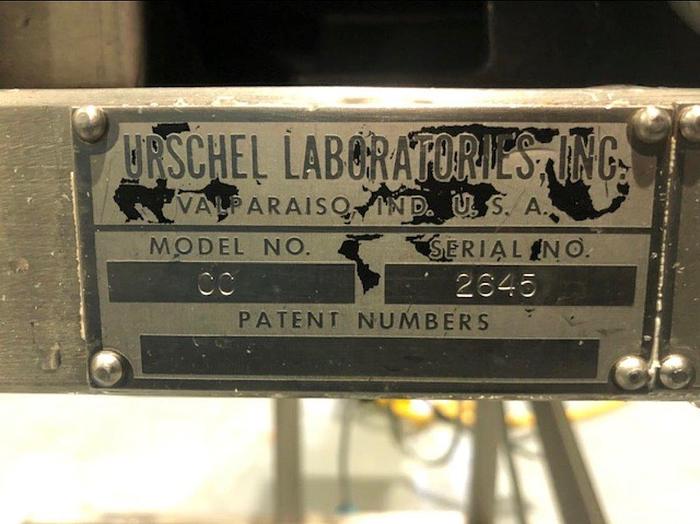 URSCHEL LABORATORIES, INC.
VALPARAISO, IND. U. S. A.
MODEL NO. SERIAL NO.
CC 2645
PATENT NUMBERS